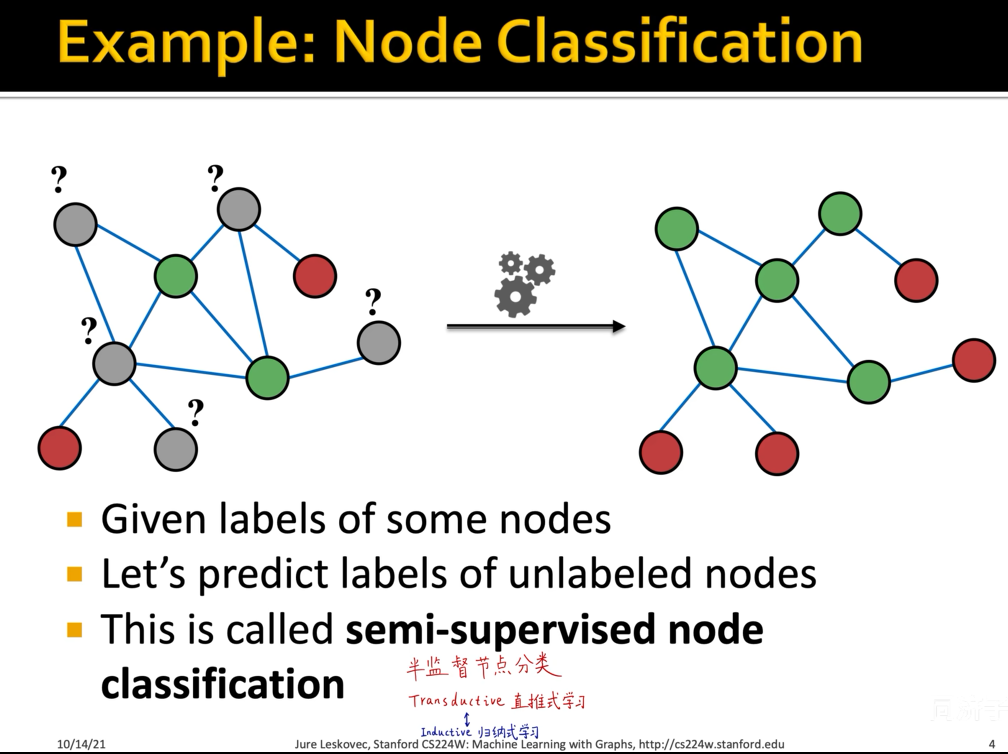 Example: Node Classification
?
?
?
?
?
Given labels of some nodes
Let's predict labels of unlabeled nodes
This is called semi-supervised node
classification
半监督节点分类
Transductive 直推式学习
Inductive 归纳式学习
10/14/21
Jure Leskovec, Stanford CS224W: Machine Learning with Graphs, http://cs224w.stanford.edu
4